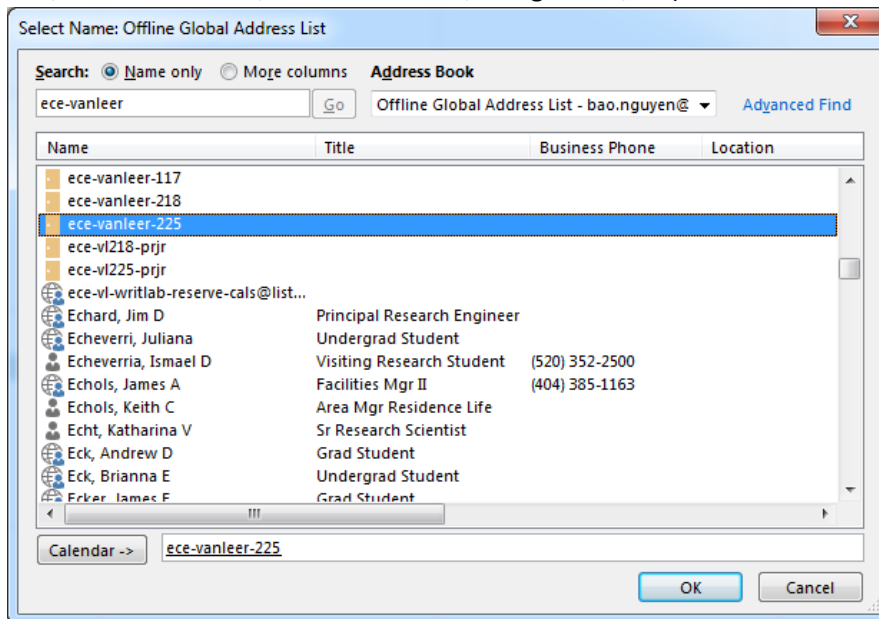 Select Name: Offline Global Address List
Search: Name only More columns Address Book
ece-vanleer Go Offline Global Address List - bao.nguyen@ Advanced Find
Name Title Business Phone Location
ece-vanleer-117
ece-vanleer-218
ece-vanleer-225
ece-vl218-prjr
ece-vl225-prjr
ece-vl-writlab-reserve-cals@list...
Echard, Jim D Principal Research Engineer
Echeverri, Juliana Undergrad Student
Echeverria, Ismael D Visiting Research Student (520) 352-2500
Echols, James A Facilities Mgr II (404) 385-1163
Echols, Keith C Area Mgr Residence Life
Echt, Katharina V Sr Research Scientist
Eck, Andrew D Grad Student
Eck, Brianna E Undergrad Student
Ecker, James F Grad Student
Calendar -> ece-vanleer-225
OK Cancel